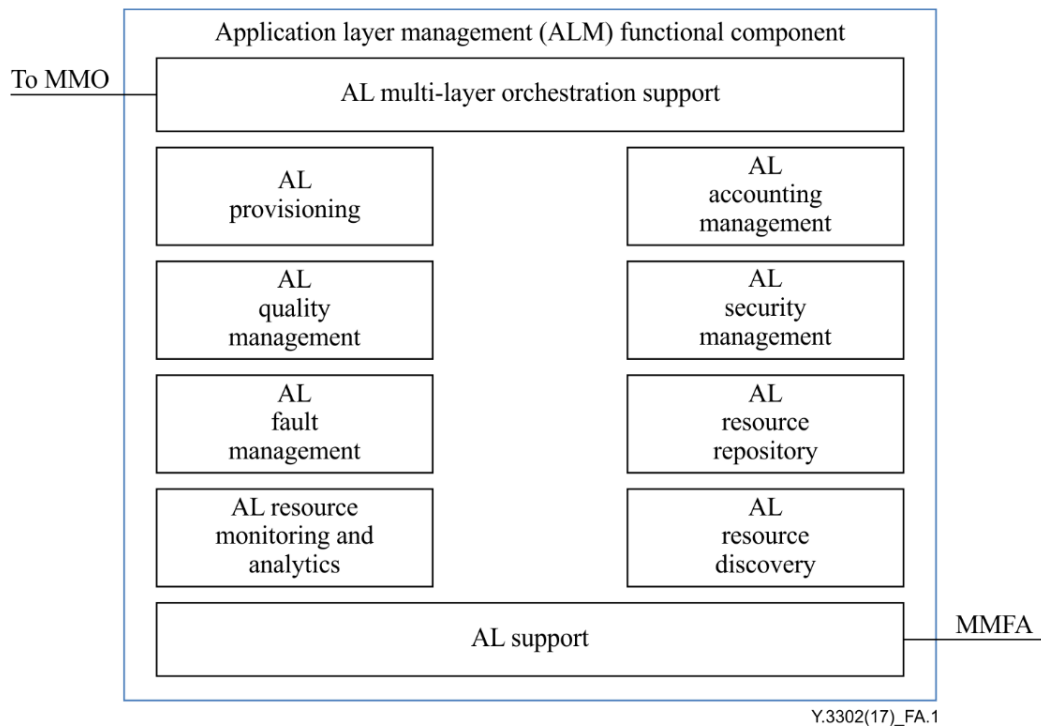 Application layer management (ALM) functional component
To MMO
AL multi-layer orchestration support
AL
provisioning
AL
accounting
management
AL
quality
management
AL
security
management
AL
fault
management
AL
resource
repository
AL resource
monitoring and
analytics
AL
resource
discovery
AL support
MMFA
Y.3302(17)_FA.1